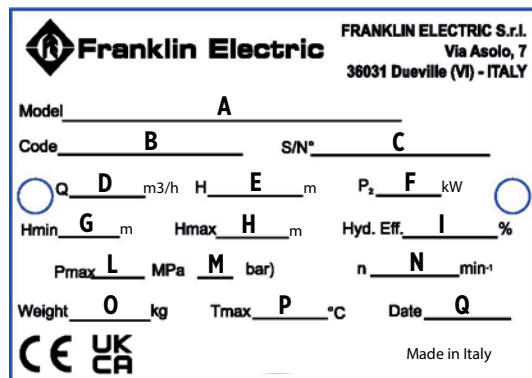 Franklin Electric
FRANKLIN ELECTRIC S.r.l.
Via Asolo, 7
36031 Dueville (VI) - ITALY
Model A
Code B S/N° C
Q D m3/h H E m P₂ F kW
Hmin G m Hmax H m Hyd. Eff. I %
Pmax L MPa M bar) n N min-¹
Weight O kg Tmax P °C Date Q
CE UK CA Made in Italy